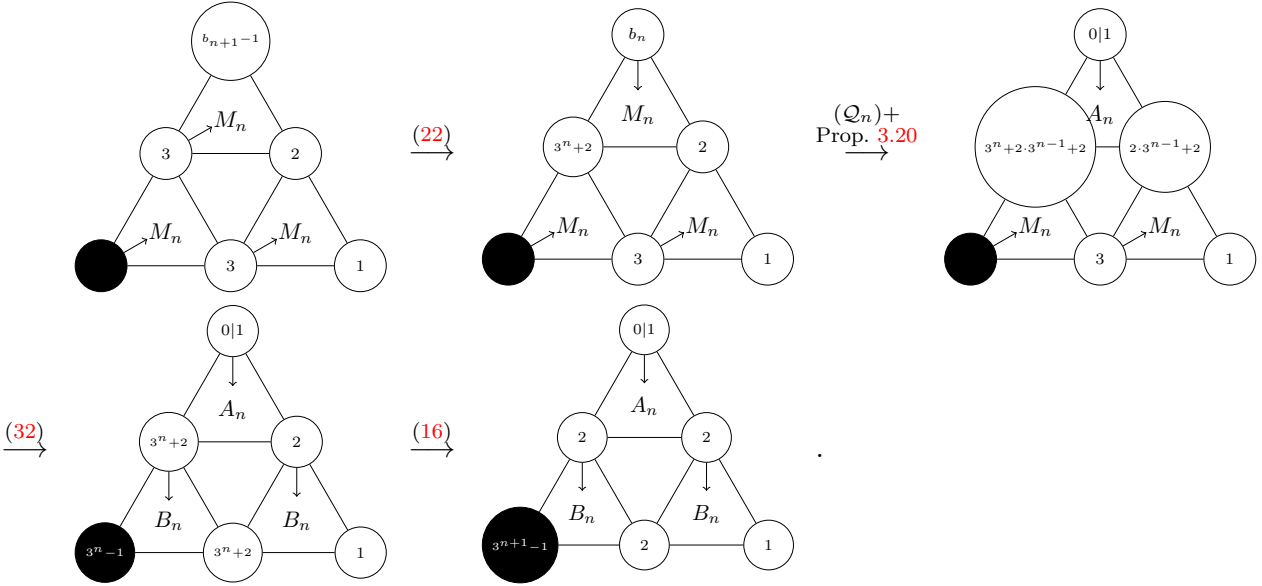 b_{n+1}−1
b_n
0|1
M_n
(22)
M_n
(𝒬_n)+
Prop. 3.20
A_n
3
2
3^n+2
2
3^n+2·3^{n−1}+2
2·3^{n−1}+2
M_n
M_n
M_n
M_n
M_n
M_n
3
1
3
1
3
1
0|1
0|1
(32)
A_n
(16)
A_n
.
3^n+2
2
2
2
B_n
B_n
B_n
B_n
3^n−1
3^n+2
1
3^{n+1}−1
2
1